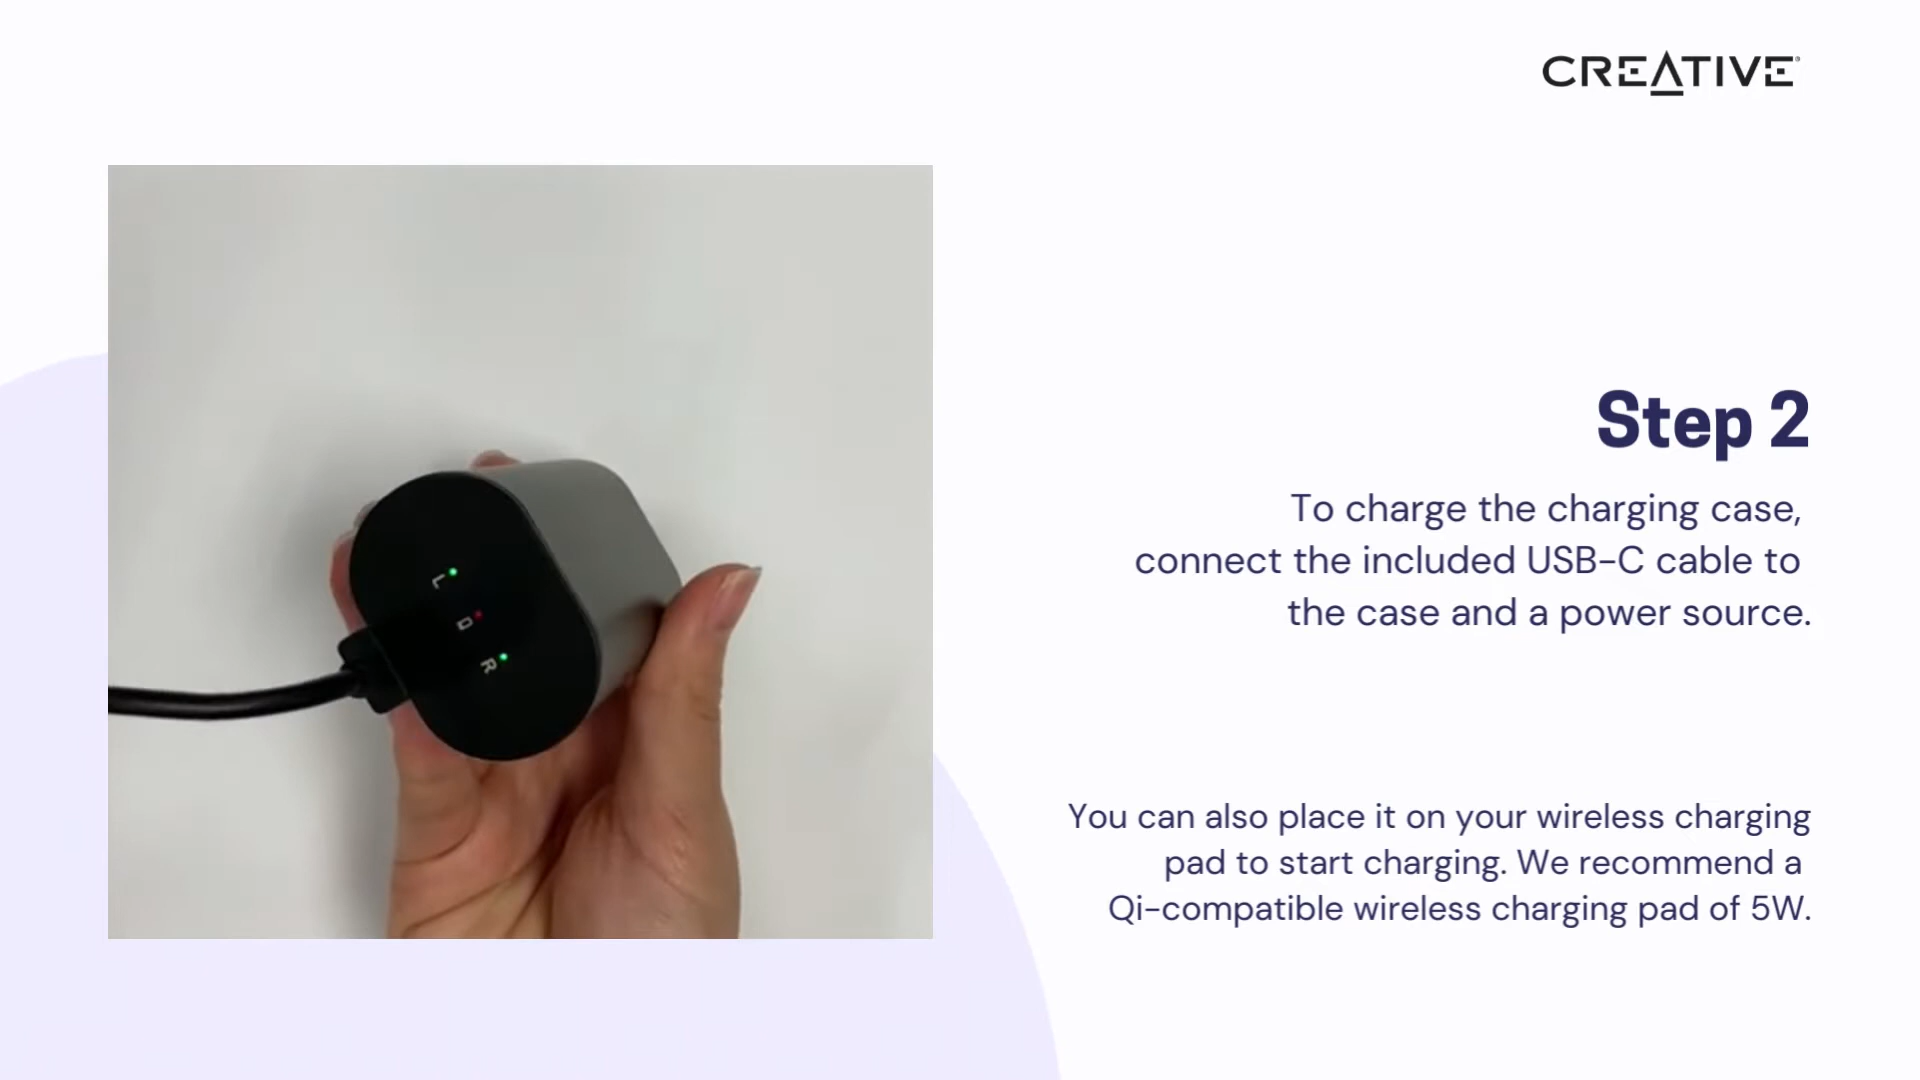 CREATIVE
Step 2
To charge the charging case,
connect the included USB-C cable to
the case and a power source.
L
R
You can also place it on your wireless charging
pad to start charging. We recommend a
Qi-compatible wireless charging pad of 5W.